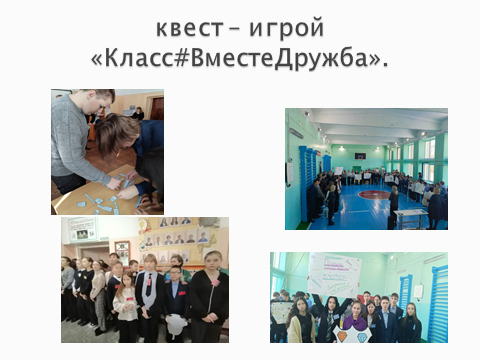 квест – игрой
«Класс#ВместеДружба».